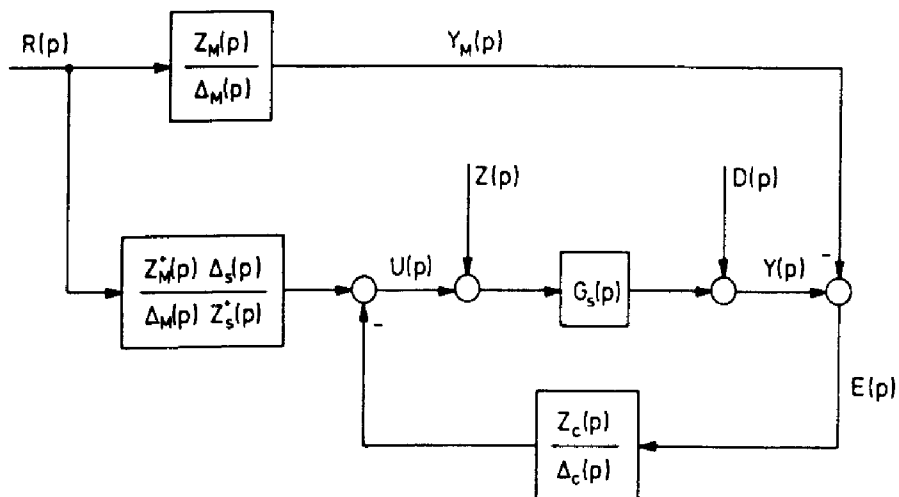 R(p)
Z_M(p)
Δ_M(p)
Y_M(p)
Z(p)
D(p)
Z_M^+(p) Δ_s(p)
Δ_M(p) Z_s^+(p)
U(p)
G_s(p)
Y(p)
-
-
E(p)
Z_c(p)
Δ_c(p)